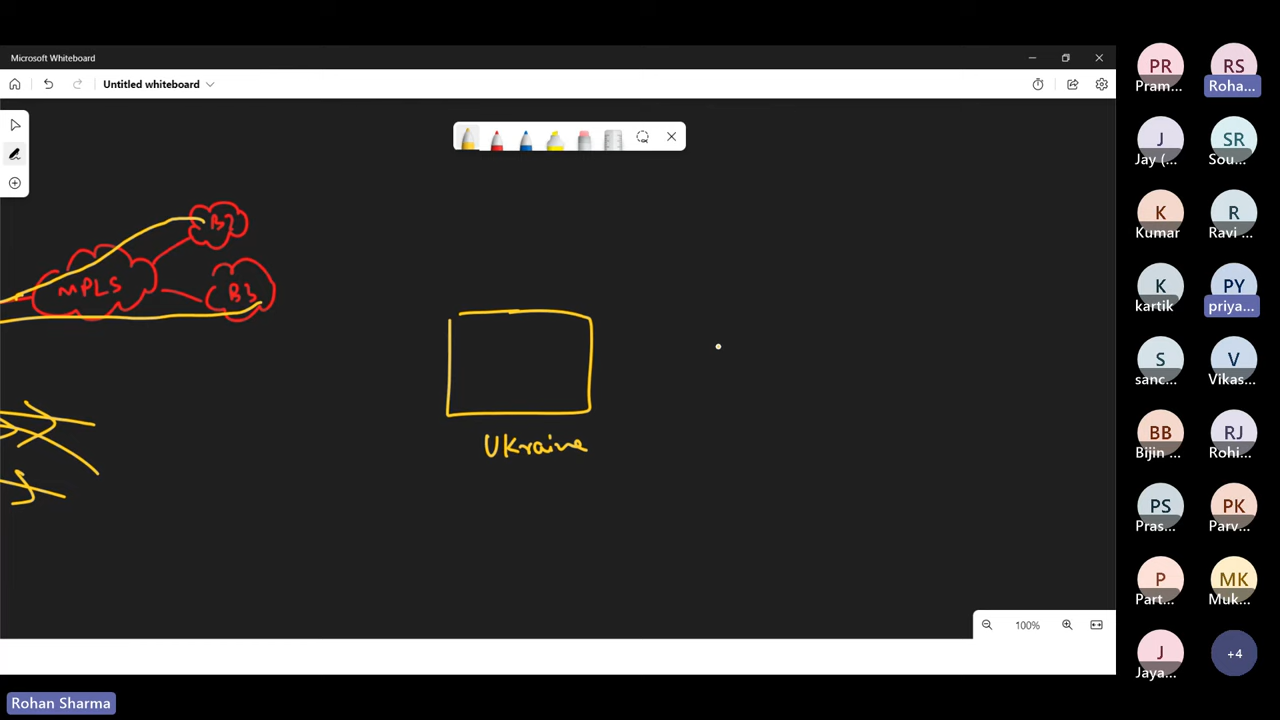 Microsoft Whiteboard
Untitled whiteboard
B2
MPLS
B3
Ukraine
100%
PR
Pram...
RS
Roha...
J
Jay (...
SR
Sou...
K
Kumar
R
Ravi ...
K
kartik
PY
priya...
S
sanc...
V
Vikas...
BB
Bijin ...
RJ
Rohi...
PS
Pras...
PK
Parv...
P
Part...
MK
Muk...
J
Jaya...
+4
Rohan Sharma